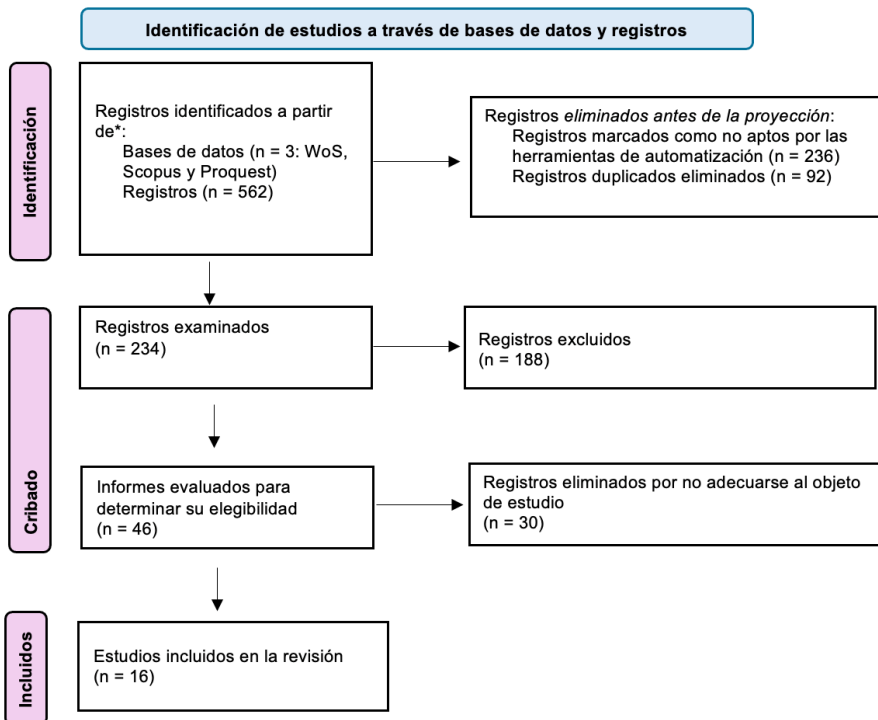 Identificación de estudios a través de bases de datos y registros
Identificación
Registros identificados a partir
de*:
Bases de datos (n = 3: WoS,
Scopus y Proquest)
Registros (n = 562)
Registros eliminados antes de la proyección:
Registros marcados como no aptos por las
herramientas de automatización (n = 236)
Registros duplicados eliminados (n = 92)
Cribado
Registros examinados
(n = 234)
Registros excluidos
(n = 188)
Informes evaluados para
determinar su elegibilidad
(n = 46)
Registros eliminados por no adecuarse al objeto
de estudio
(n = 30)
Incluidos
Estudios incluidos en la revisión
(n = 16)